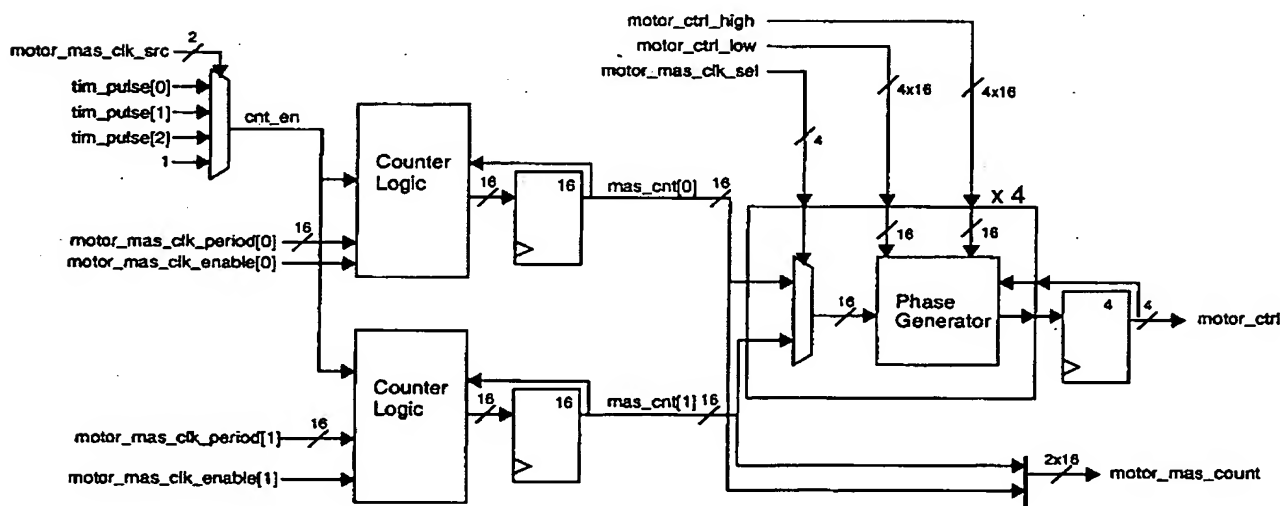 motor_ctrl_high
motor_ctrl_low
motor_mas_clk_sel
2
motor_mas_clk_src
tim_pulse[0]
tim_pulse[1]
tim_pulse[2]
1
cnt_en
4x16
4x16
4
Counter
Logic
16
16
mas_cnt[0]
16
x 4
16
16
motor_mas_clk_period[0]
16
motor_mas_clk_enable[0]
16
Phase
Generator
4
4
motor_ctrl
Counter
Logic
16
16
mas_cnt[1]
16
motor_mas_clk_period[1]
16
motor_mas_clk_enable[1]
2x16
motor_mas_count